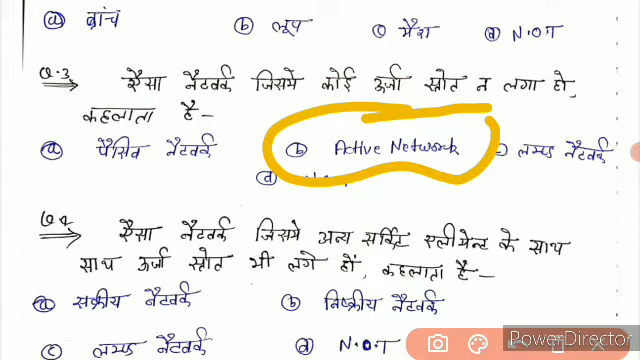 ⓐ ब्रांच ⓑ लूप ⓒ मैश ⓓ N.O.T
Q.3 ऐसा नैटवर्क जिसमे कोई ऊर्जा स्त्रोत न लगा हो,
कहलाता है -
ⓐ पैसिव नैटवर्क ⓑ Active Network लम्प्ड नैटवर्क
ⓓ
Q.4 ऐसा नैटवर्क जिसमे अन्य सर्किट एलीमेन्ट के साथ
साथ ऊर्जा स्त्रोत भी लगे हों, कहलाता है -
ⓐ सक्रीय नैटवर्क ⓑ निष्क्रीय नैटवर्क
ⓒ लम्प्ड नैटवर्क ⓓ N.O.T
PowerDirector